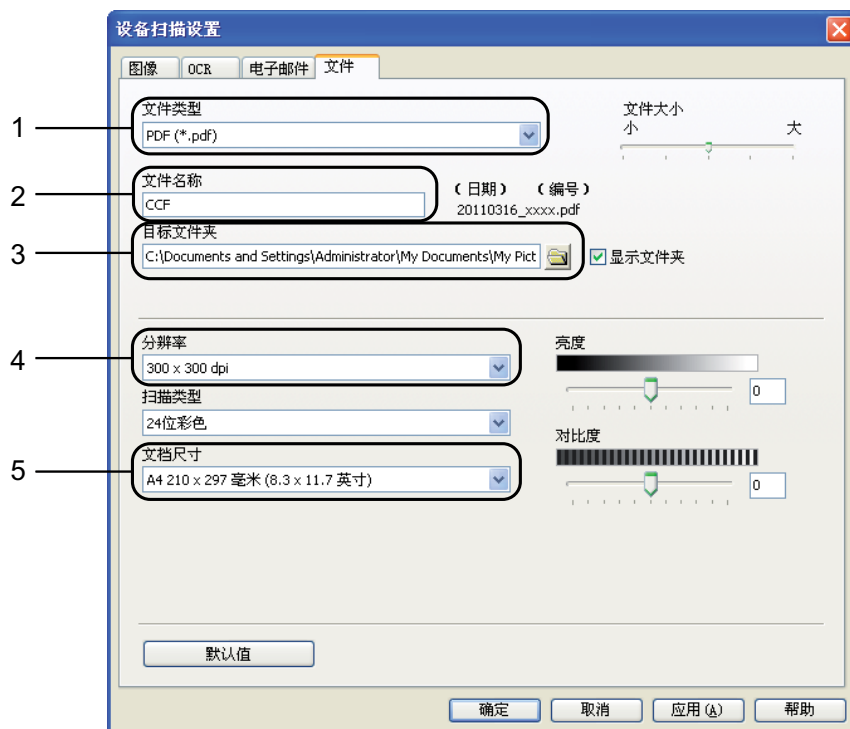 设备扫描设置
图像 OCR 电子邮件 文件
1
文件类型
PDF (*.pdf)
文件大小
小 大
2
文件名称
CCF
（日期） （编号）
20110316_xxxx.pdf
3
目标文件夹
C:\Documents and Settings\Administrator\My Documents\My Pict
显示文件夹
4
分辨率
300 x 300 dpi
亮度
0
扫描类型
24位彩色
对比度
0
5
文档尺寸
A4 210 x 297 毫米 (8.3 x 11.7 英寸)
默认值
确定 取消 应用(A) 帮助